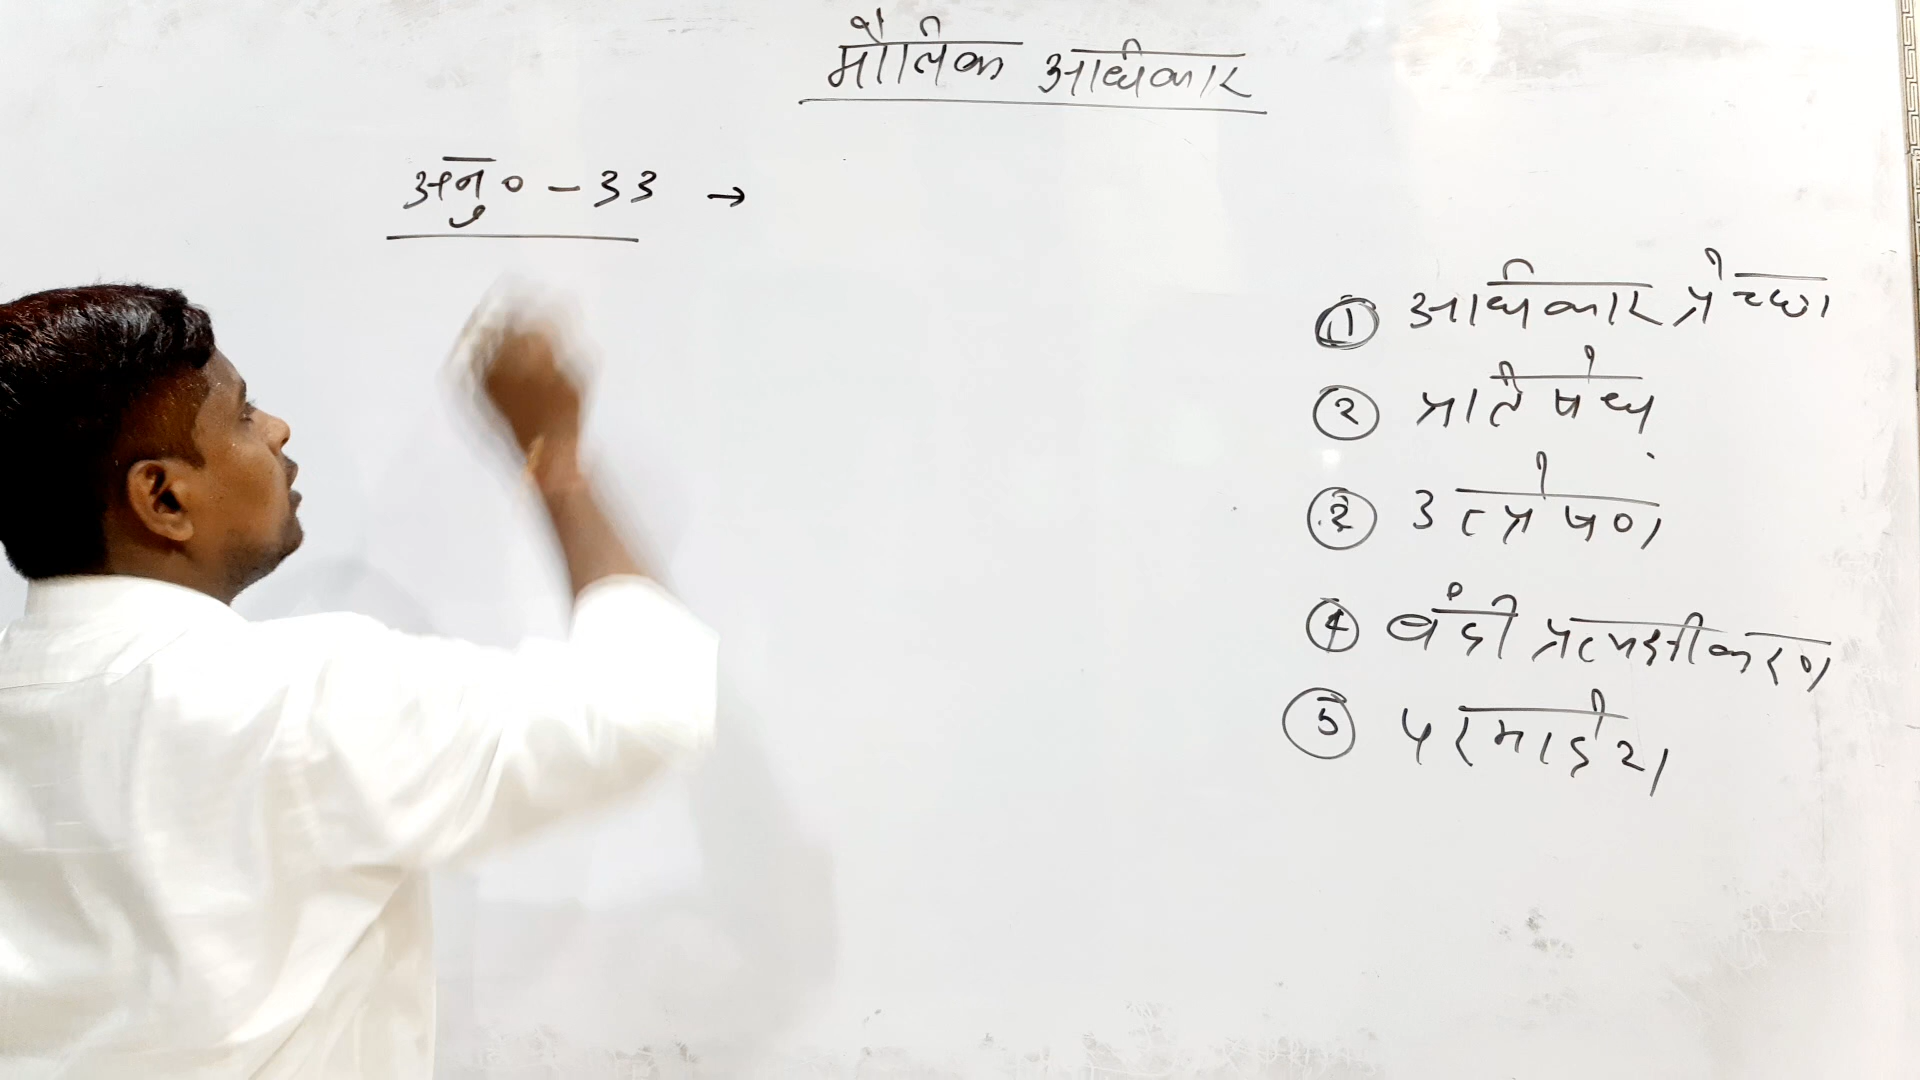 मौलिक अधिकार
अनु० - 33 →
① अधिकार प्रेच्छा
② प्रतिषेध
③ उत्प्रेषण
④ बंदी प्रत्यक्षीकरण
⑤ परमादेश